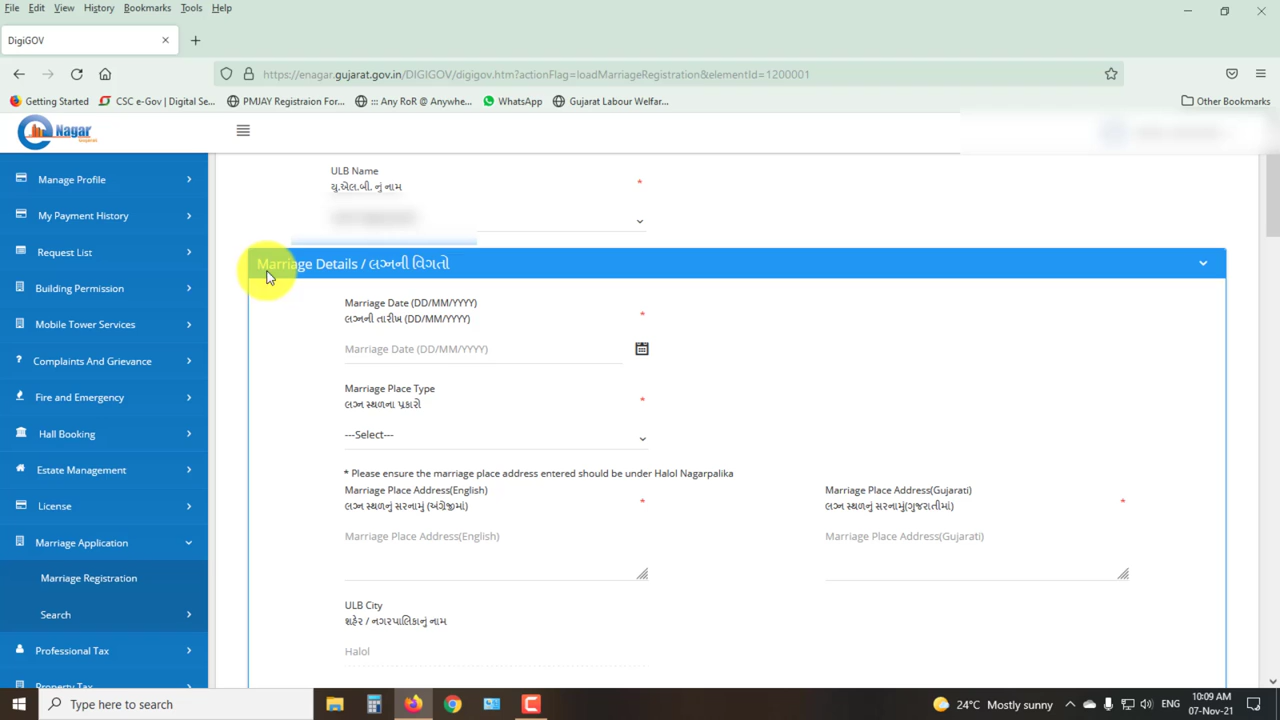 File Edit View History Bookmarks Tools Help
DigiGOV
https://enagar.gujarat.gov.in/DIGIGOV/digigov.htm?actionFlag=loadMarriageRegistration&elementId=1200001
Getting Started CSC e-Gov | Digital Se... PMJAY Registraion For... ::: Any RoR @ Anywhe... WhatsApp Gujarat Labour Welfar... Other Bookmarks
Nagar
Manage Profile
My Payment History
Request List
Building Permission
Mobile Tower Services
Complaints And Grievance
Fire and Emergency
Hall Booking
Estate Management
License
Marriage Application
Marriage Registration
Search
Professional Tax
Property Tax
ULB Name
યુ.એલ.બી. નું નામ *
Marriage Details / લગ્નની વિગતો
Marriage Date (DD/MM/YYYY)
લગ્નની તારીખ (DD/MM/YYYY) *
Marriage Date (DD/MM/YYYY)
Marriage Place Type
લગ્ન સ્થળના પ્રકારો *
---Select---
* Please ensure the marriage place address entered should be under Halol Nagarpalika
Marriage Place Address(English)
લગ્ન સ્થળનું સરનામું (અંગ્રેજીમાં) *
Marriage Place Address(English)
Marriage Place Address(Gujarati)
લગ્ન સ્થળનું સરનામું(ગુજરાતીમાં) *
Marriage Place Address(Gujarati)
ULB City
શહેર / નગરપાલિકાનું નામ
Halol
Type here to search
24°C Mostly sunny
ENG
10:09 AM
07-Nov-21